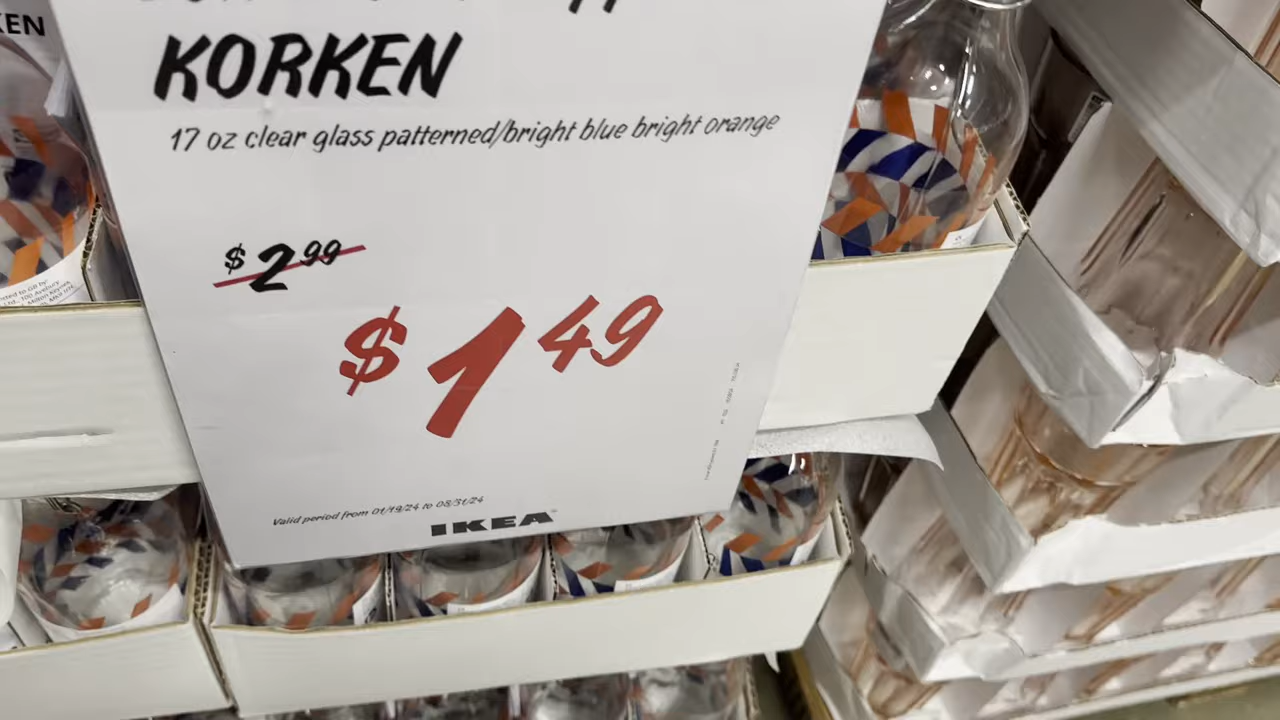 KEN
KORKEN
17 oz clear glass patterned/bright blue bright orange
$2.99
$1.49
Valid period from 01/19/24 to 08/31/24
IKEA